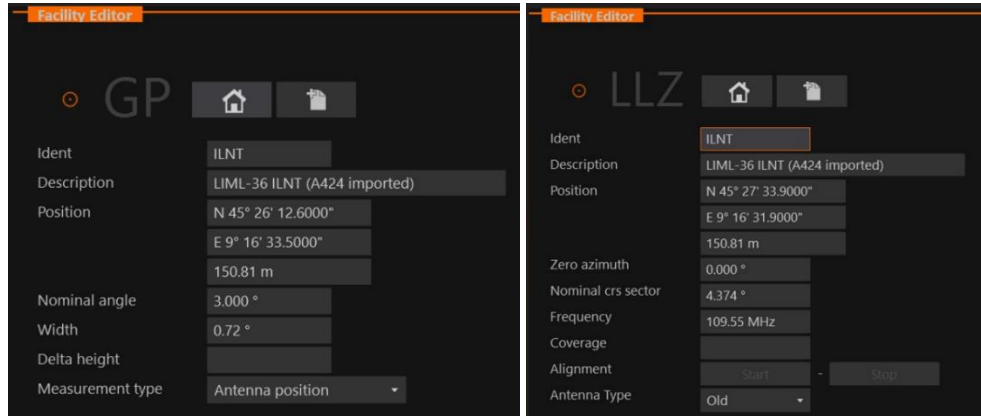 Facility Editor
GP
Ident ILNT
Description LIML-36 ILNT (A424 imported)
Position N 45° 26' 12.6000"
E 9° 16' 33.5000"
150.81 m
Nominal angle 3.000 °
Width 0.72 °
Delta height
Measurement type Antenna position
Facility Editor
LLZ
Ident ILNT
Description LIML-36 ILNT (A424 imported)
Position N 45° 27' 33.9000"
E 9° 16' 31.9000"
150.81 m
Zero azimuth 0.000 °
Nominal crs sector 4.374 °
Frequency 109.55 MHz
Coverage
Alignment Start - Stop
Antenna Type Old